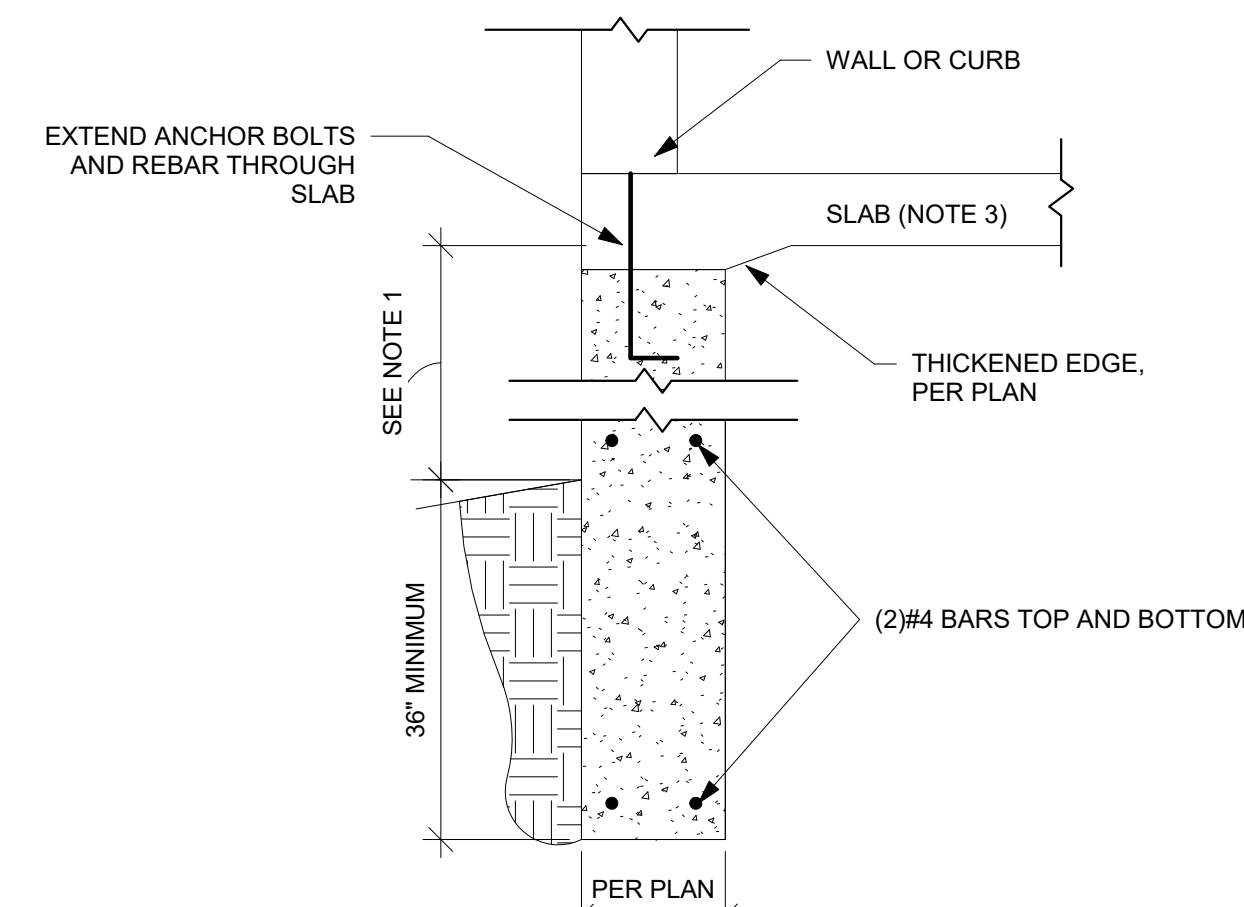 WALL OR CURB
EXTEND ANCHOR BOLTS
AND REBAR THROUGH
SLAB
SLAB (NOTE 3)
SEE NOTE 1
THICKENED EDGE,
PER PLAN
36" MINIMUM
(2)#4 BARS TOP AND BOTTOM
PER PLAN